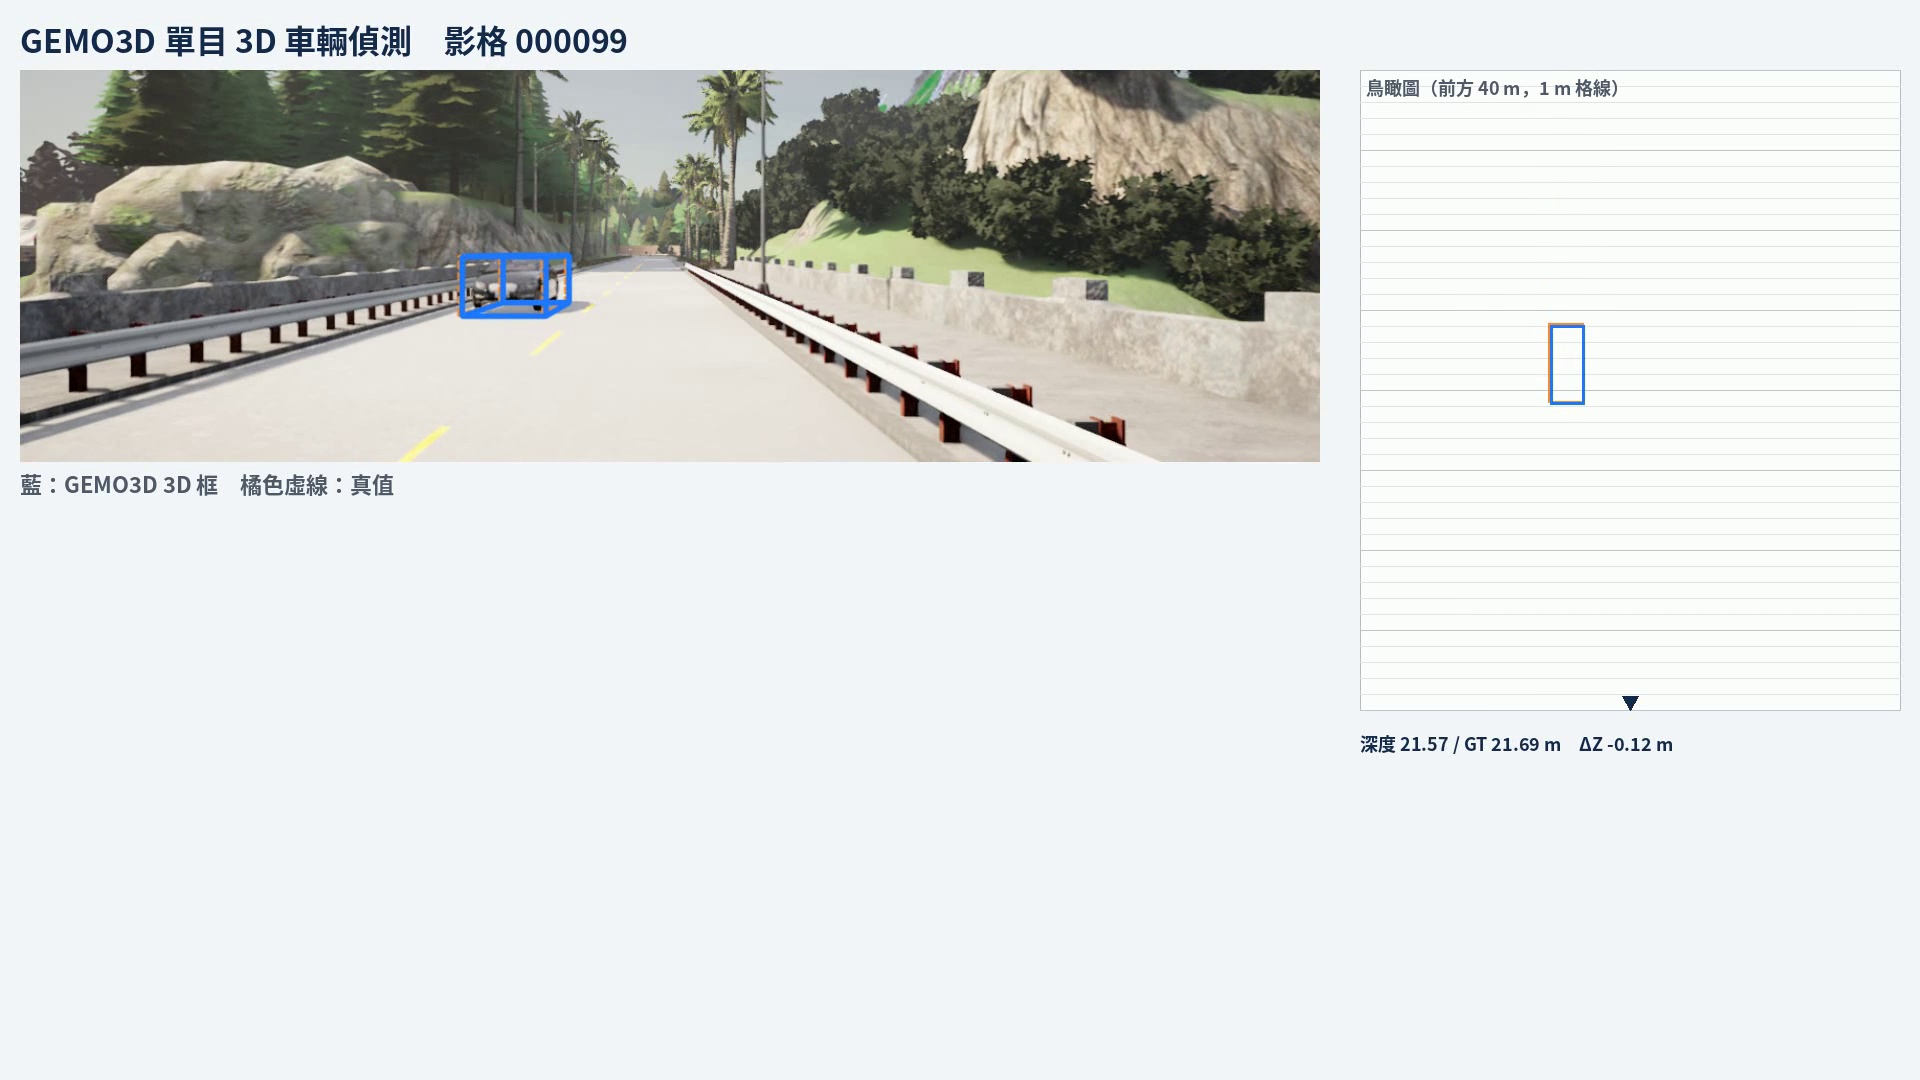 GEMO3D 單目 3D 車輛偵測　影格 000099
鳥瞰圖（前方 40 m，1 m 格線）
藍：GEMO3D 3D 框　橘色虛線：真值
深度 21.57 / GT 21.69 m　ΔZ -0.12 m